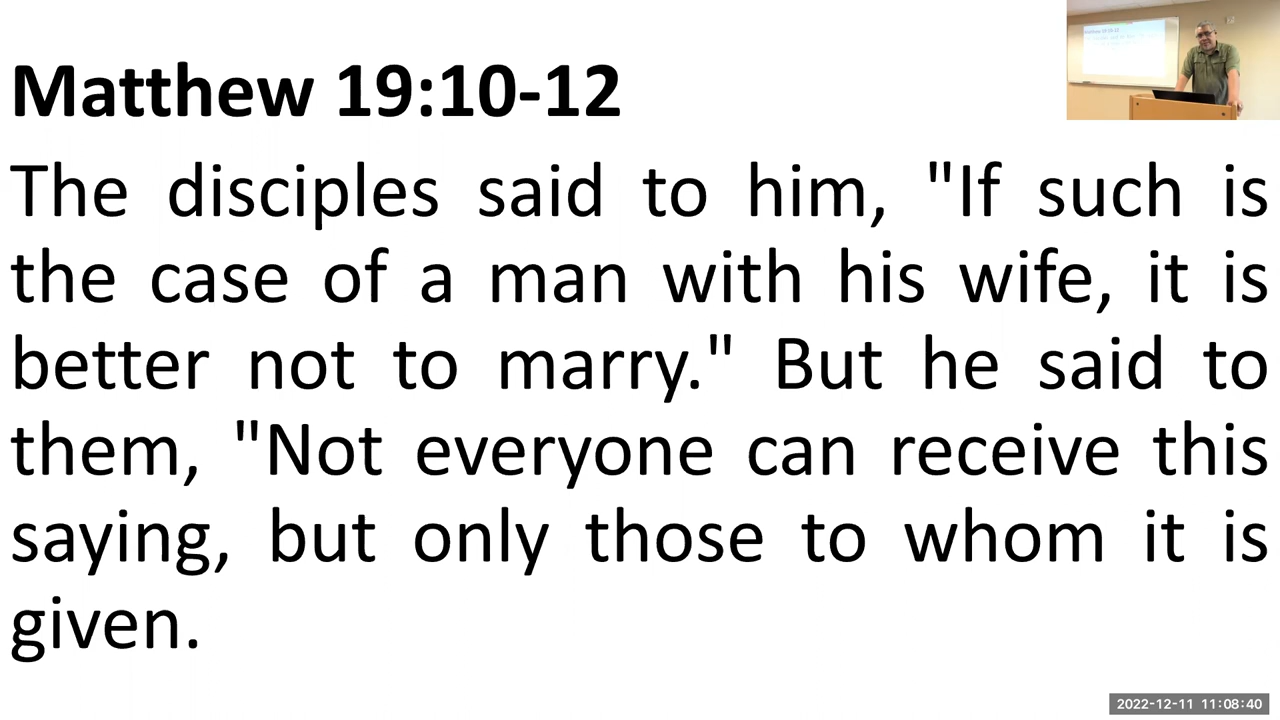 Matthew 19:10-12
The disciples said to him, "If such is
the case of a man with his wife, it is
better not to marry." But he said to
them, "Not everyone can receive this
saying, but only those to whom it is
given.
2022-12-11 11:08:40